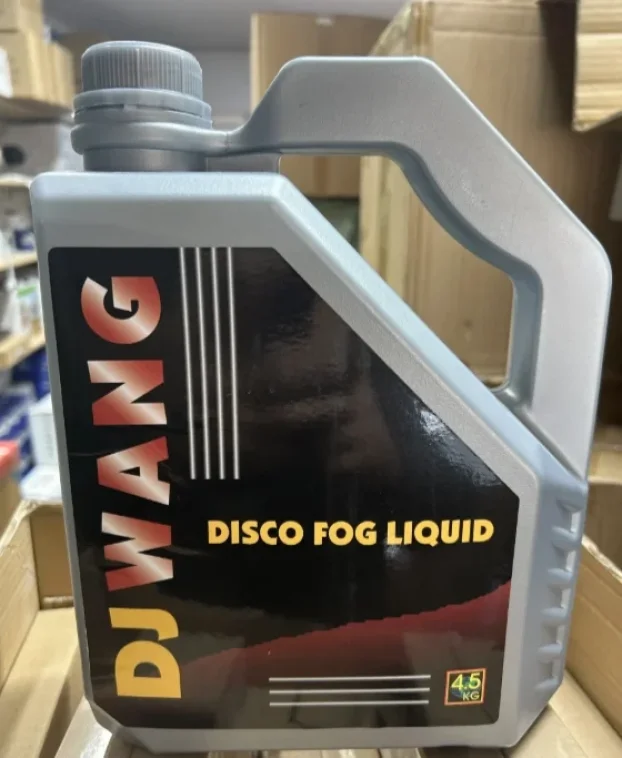 DJ WANG
DISCO FOG LIQUID
4.5
KG